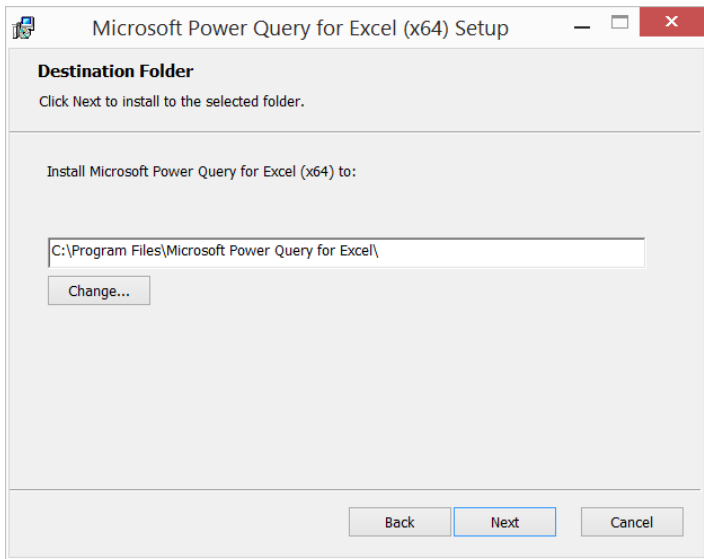 Microsoft Power Query for Excel (x64) Setup
Destination Folder
Click Next to install to the selected folder.
Install Microsoft Power Query for Excel (x64) to:
C:\Program Files\Microsoft Power Query for Excel\
Change...
Back Next Cancel